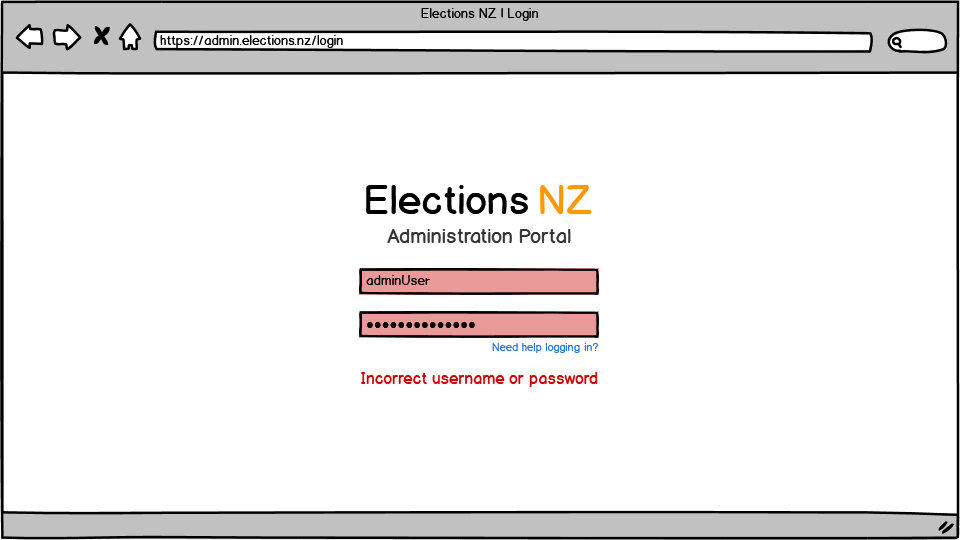 Elections NZ | Login
https://admin.elections.nz/login
Elections NZ
Administration Portal
adminUser
●●●●●●●●●●●●●●
Need help logging in?
Incorrect username or password